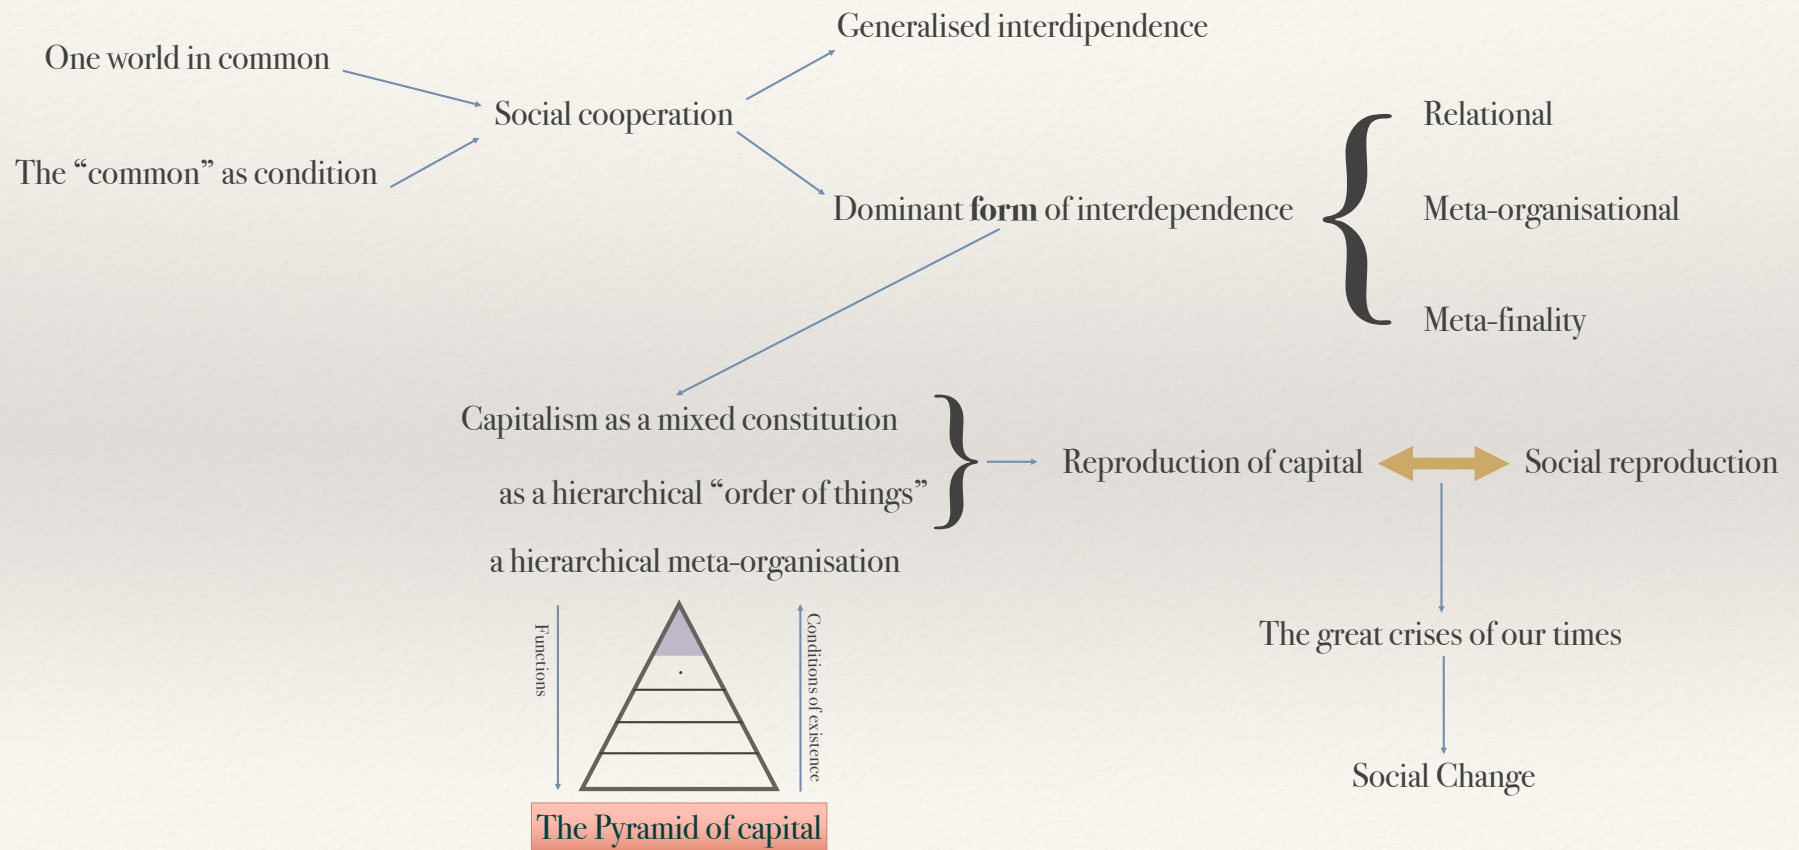 Generalised interdipendence
One world in common
Social cooperation
The “common” as condition
Relational
Dominant form of interdependence
Meta-organisational
Meta-finality
Capitalism as a mixed constitution
as a hierarchical “order of things”
a hierarchical meta-organisation
Reproduction of capital
Social reproduction
Functions
Conditions of existence
The Pyramid of capital
The great crises of our times
Social Change